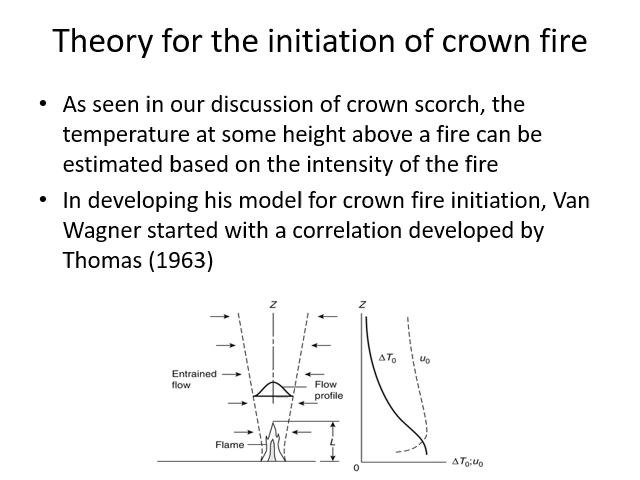 Theory for the initiation of crown fire
• As seen in our discussion of crown scorch, the
temperature at some height above a fire can be
estimated based on the intensity of the fire
• In developing his model for crown fire initiation, Van
Wagner started with a correlation developed by
Thomas (1963)
Z
Entrained
flow
Flow
profile
Flame
L
Z
ΔT₀
u₀
0
ΔT₀;u₀